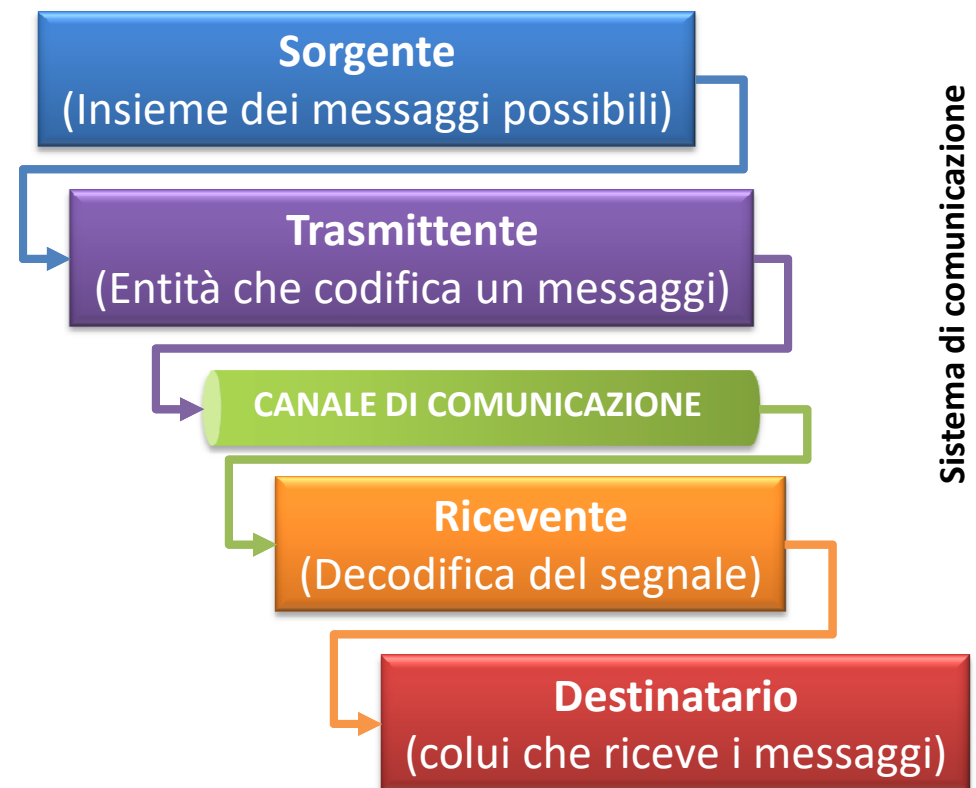 Sorgente
(Insieme dei messaggi possibili)
Trasmittente
(Entità che codifica un messaggi)
CANALE DI COMUNICAZIONE
Ricevente
(Decodifica del segnale)
Destinatario
(colui che riceve i messaggi)
Sistema di comunicazione